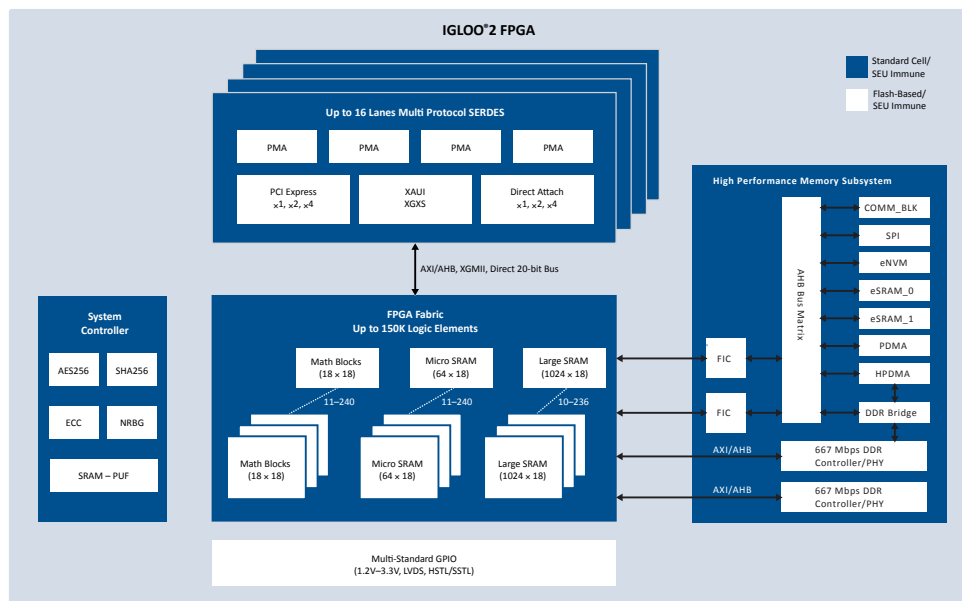 IGLOO®2 FPGA
Standard Cell/
SEU Immune
Flash-Based/
SEU Immune
Up to 16 Lanes Multi Protocol SERDES
PMA
PMA
PMA
PMA
PCI Express
×1, ×2, ×4
XAUI
XGXS
Direct Attach
×1, ×2, ×4
AXI/AHB, XGMII, Direct 20-bit Bus
System
Controller
AES256
SHA256
ECC
NRBG
SRAM – PUF
FPGA Fabric
Up to 150K Logic Elements
Math Blocks
(18 × 18)
Micro SRAM
(64 × 18)
Large SRAM
(1024 × 18)
11–240
11–240
10–236
Math Blocks
(18 × 18)
Micro SRAM
(64 × 18)
Large SRAM
(1024 × 18)
High Performance Memory Subsystem
FIC
FIC
AXI/AHB
AXI/AHB
AHB Bus Matrix
COMM_BLK
SPI
eNVM
eSRAM_0
eSRAM_1
PDMA
HPDMA
DDR Bridge
667 Mbps DDR
Controller/PHY
667 Mbps DDR
Controller/PHY
Multi-Standard GPIO
(1.2V–3.3V, LVDS, HSTL/SSTL)